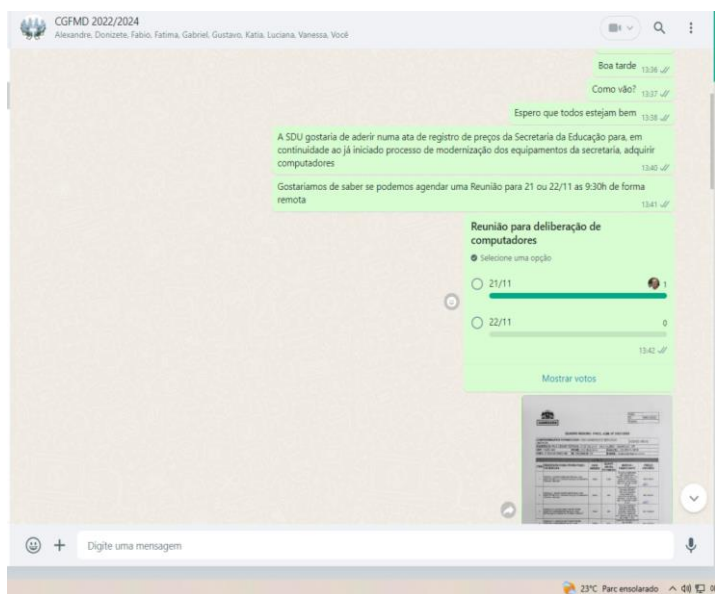 CGFMD 2022/2024
Alexandre, Donizete, Fabio, Fatima, Gabriel, Gustavo, Katia, Luciana, Vanessa, Você
Boa tarde 13:36
Como vão? 13:37
Espero que todos estejam bem 13:38
A SDU gostaria de aderir numa ata de registro de preços da Secretaria da Educação para, em
continuidade ao já iniciado processo de modernização dos equipamentos da secretaria, adquirir
computadores
13:40
Gostariamos de saber se podemos agendar uma Reunião para 21 ou 22/11 as 9:30h de forma
remota
13:41
Reunião para deliberação de
computadores
Selecione uma opção
21/11 1
22/11 0
13:42
Mostrar votos
Digite uma mensagem
23°C Parc ensolarado